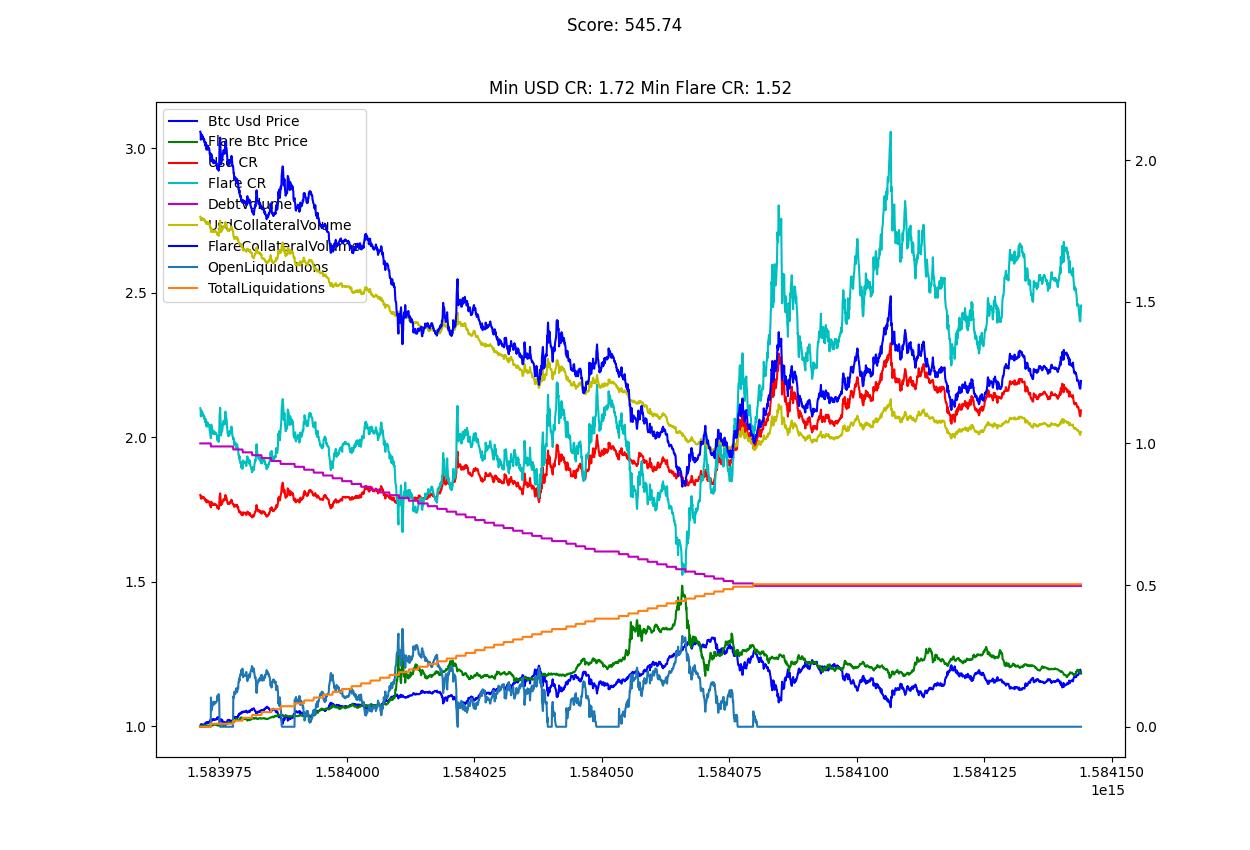 Score: 545.74
Min USD CR: 1.72 Min Flare CR: 1.52
Btc Usd Price
Flare Btc Price
Usd CR
Flare CR
DebtVolume
UsdCollateralVolume
FlareCollateralVolume
OpenLiquidations
TotalLiquidations
3.0
2.5
2.0
1.5
1.0
2.0
1.5
1.0
0.5
0.0
1.583975
1.584000
1.584025
1.584050
1.584075
1.584100
1.584125
1.584150
1e15